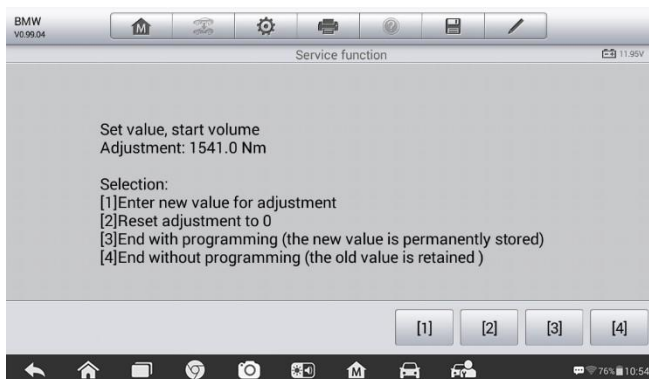 BMW
V0.99.04
Service function
11.95V
Set value, start volume
Adjustment: 1541.0 Nm
Selection:
[1]Enter new value for adjustment
[2]Reset adjustment to 0
[3]End with programming (the new value is permanently stored)
[4]End without programming (the old value is retained )
[1] [2] [3] [4]
76% 10:54